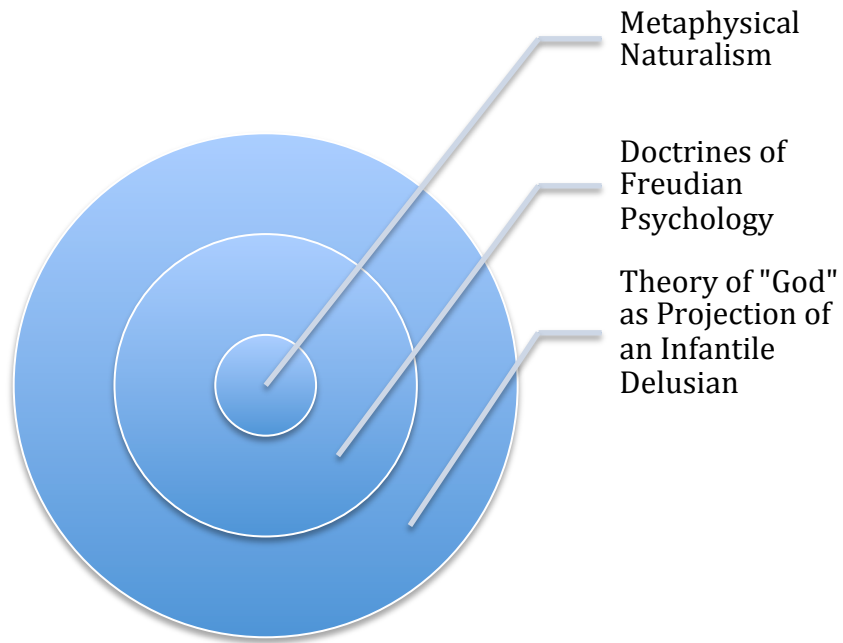 Metaphysical
Naturalism
Doctrines of
Freudian
Psychology
Theory of "God"
as Projection of
an Infantile
Delusian